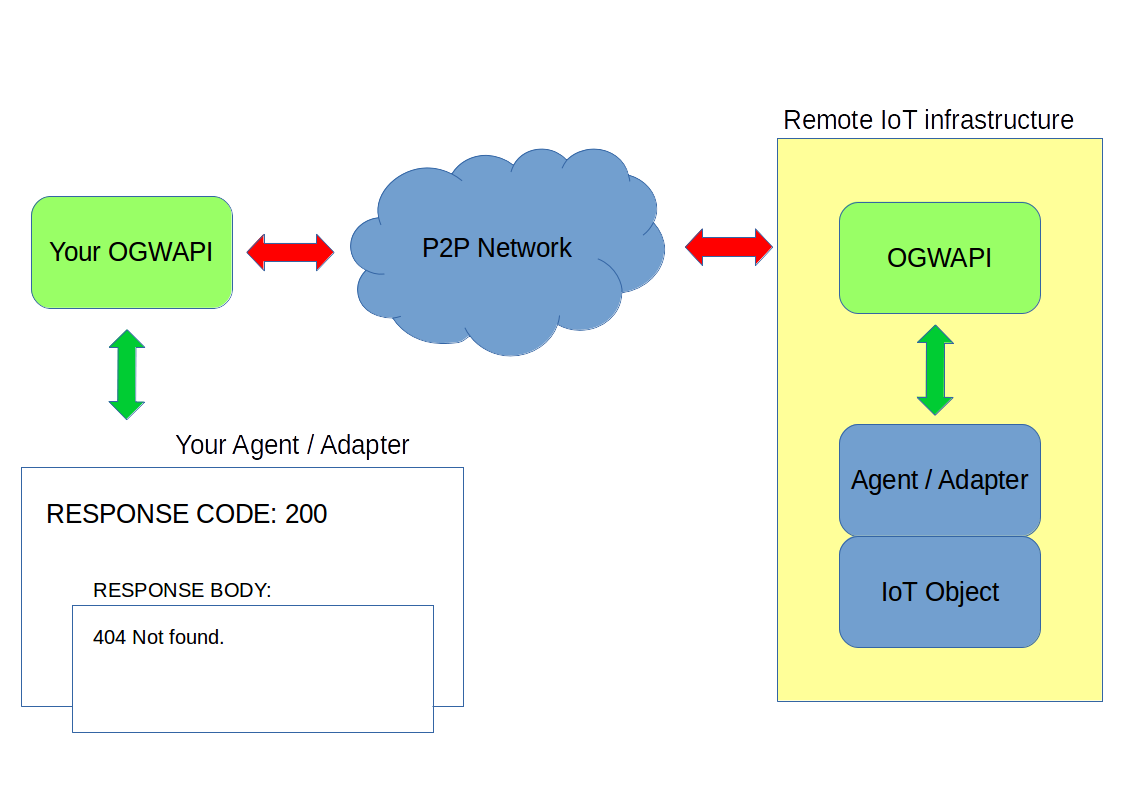 Remote IoT infrastructure
Your OGWAPI
P2P Network
OGWAPI
Your Agent / Adapter
RESPONSE CODE: 200
RESPONSE BODY:
404 Not found.
Agent / Adapter
IoT Object